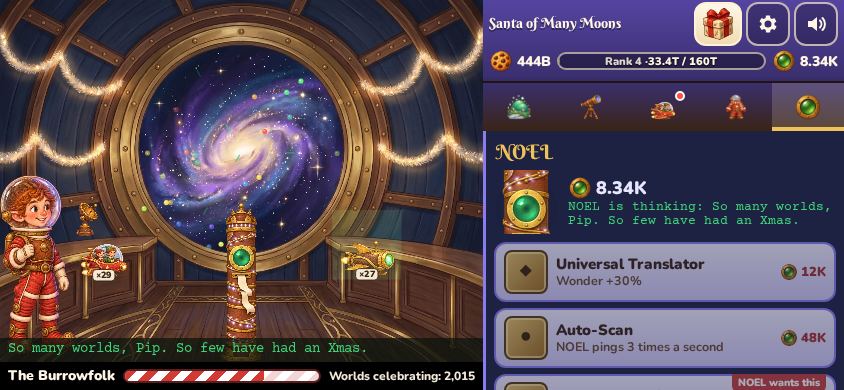 Santa of Many Moons
444B
Rank 4 · 33.4T / 160T
8.34K
NOEL
8.34K
NOEL is thinking: So many worlds,
Pip. So few have had an Xmas.
Universal Translator
Wonder +30%
12K
Auto-Scan
NOEL pings 3 times a second
48K
NOEL wants this
×29
×27
So many worlds, Pip. So few have had an Xmas.
The Burrowfolk
Worlds celebrating: 2,015